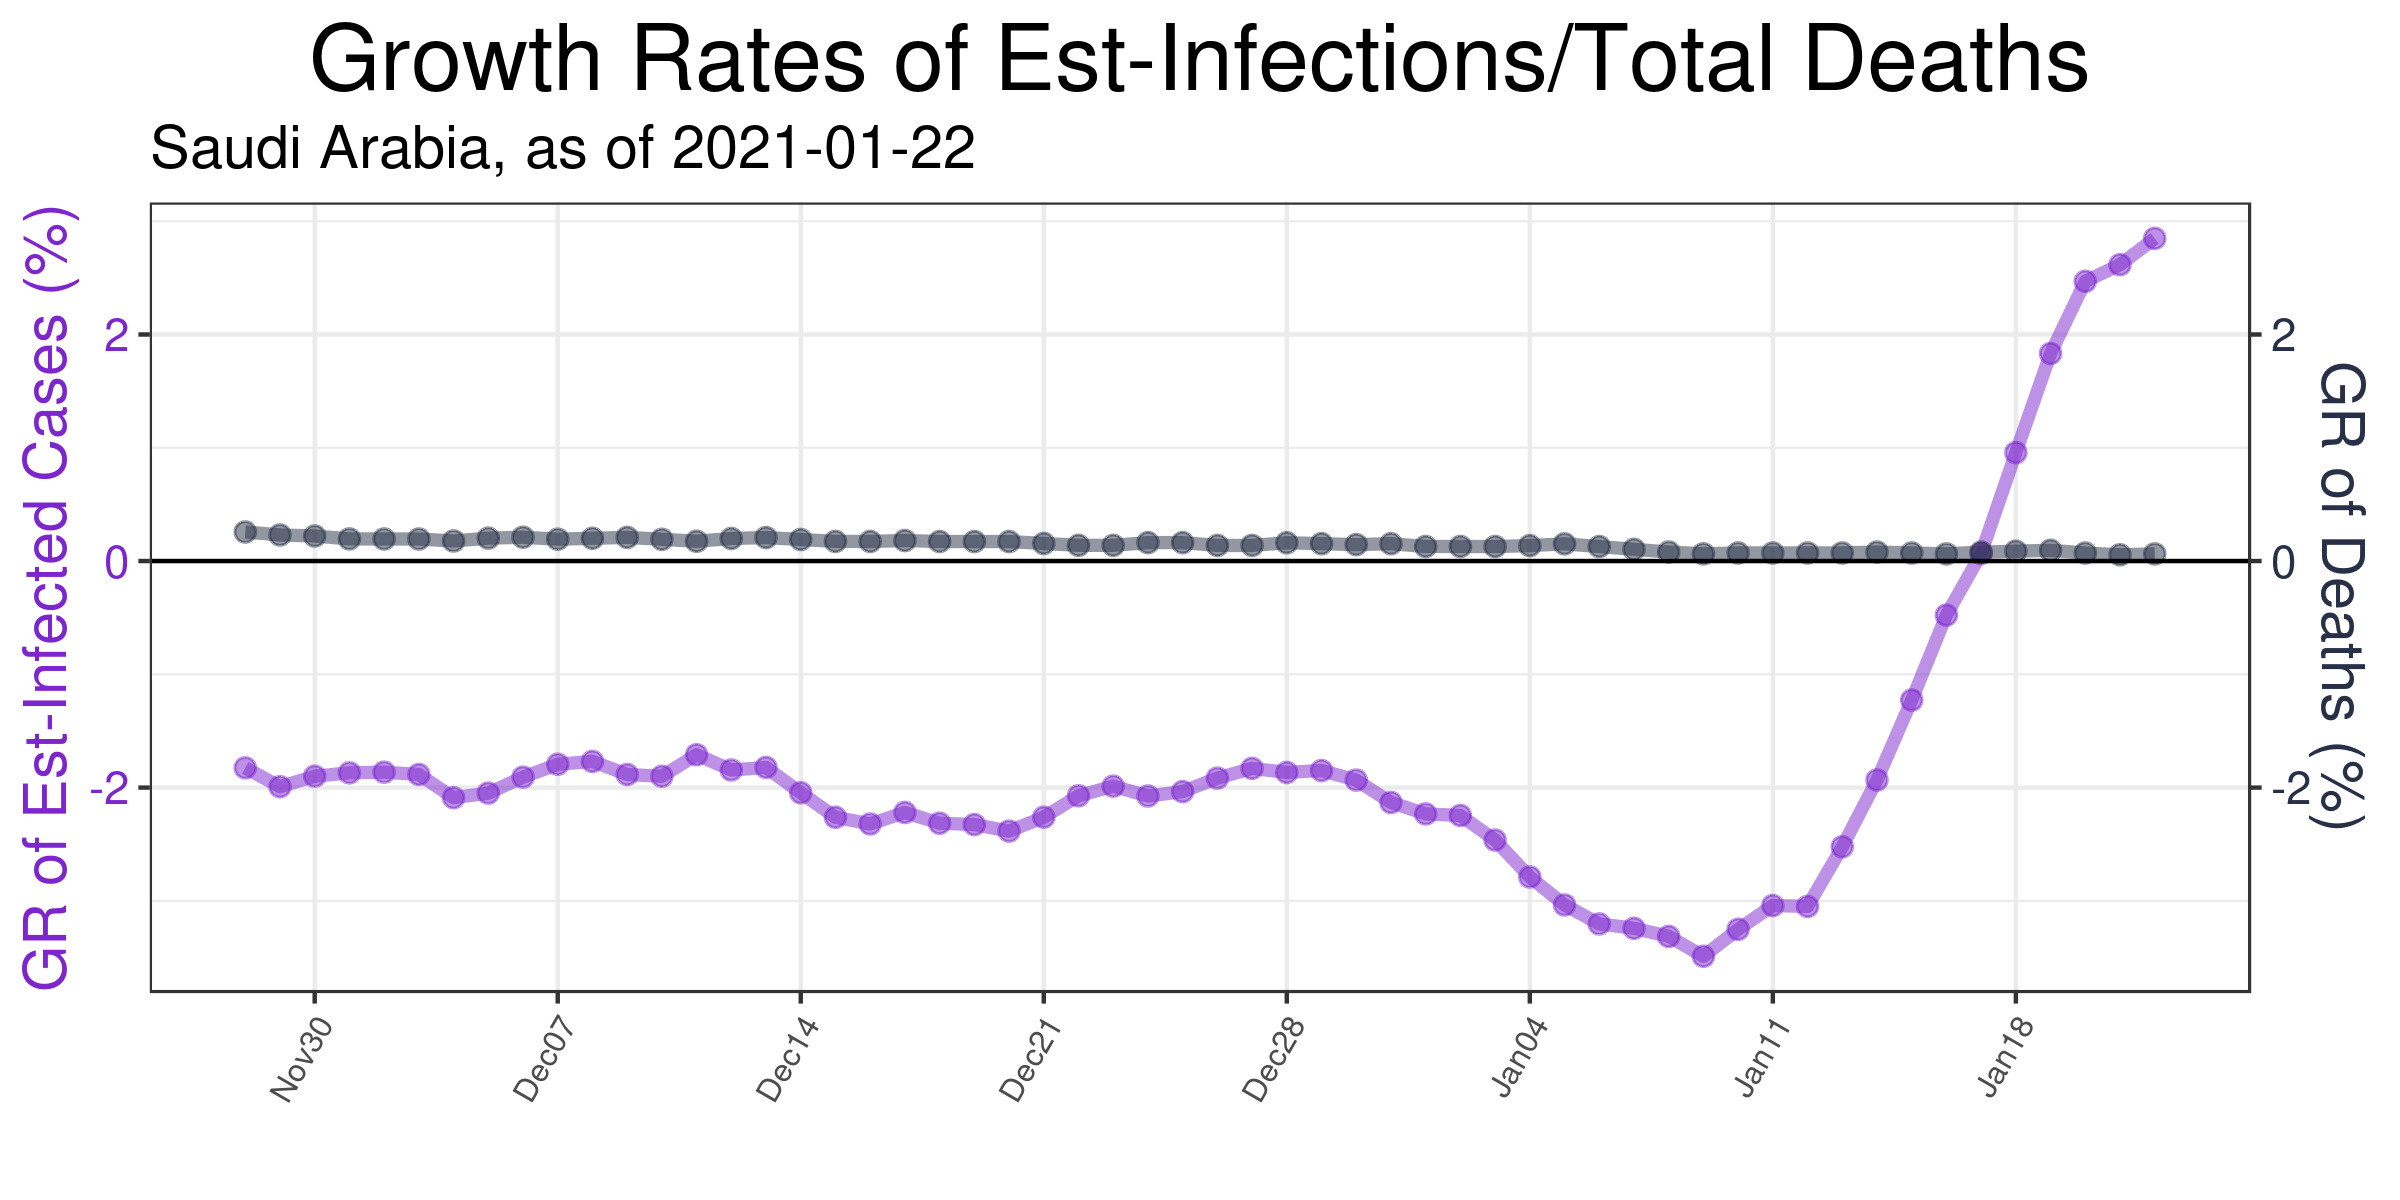 Growth Rates of Est-Infections/Total Deaths
Saudi Arabia, as of 2021-01-22
GR of Est-Infected Cases (%)
2
0
-2
2
0
-2
GR of Deaths (%)
Nov30
Dec07
Dec14
Dec21
Dec28
Jan04
Jan11
Jan18